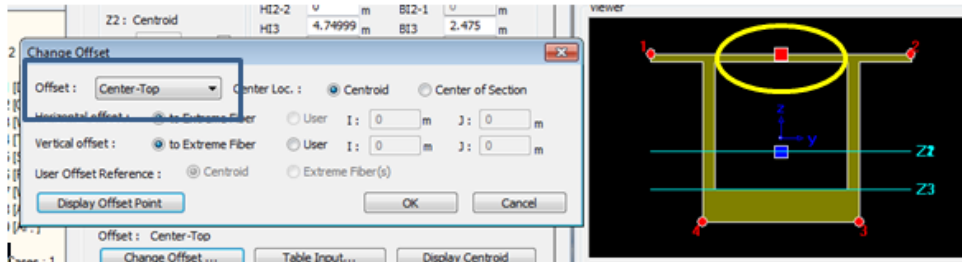 HI2-2 0 m BI2-1 0 m
Viewer
Z2 : Centroid
HI3 4.74999 m BI3 2.475 m
Change Offset
Offset : Center-Top Center Loc. : Centroid Center of Section
Horizontal offset : to Extreme Fiber User I : 0 m J : 0 m
Vertical offset : to Extreme Fiber User I : 0 m J : 0 m
User Offset Reference : Centroid Extreme Fiber(s)
Display Offset Point OK Cancel
Offset : Center-Top
Change Offset ... Table Input... Display Centroid
1
2
z
y
Z3
4
3